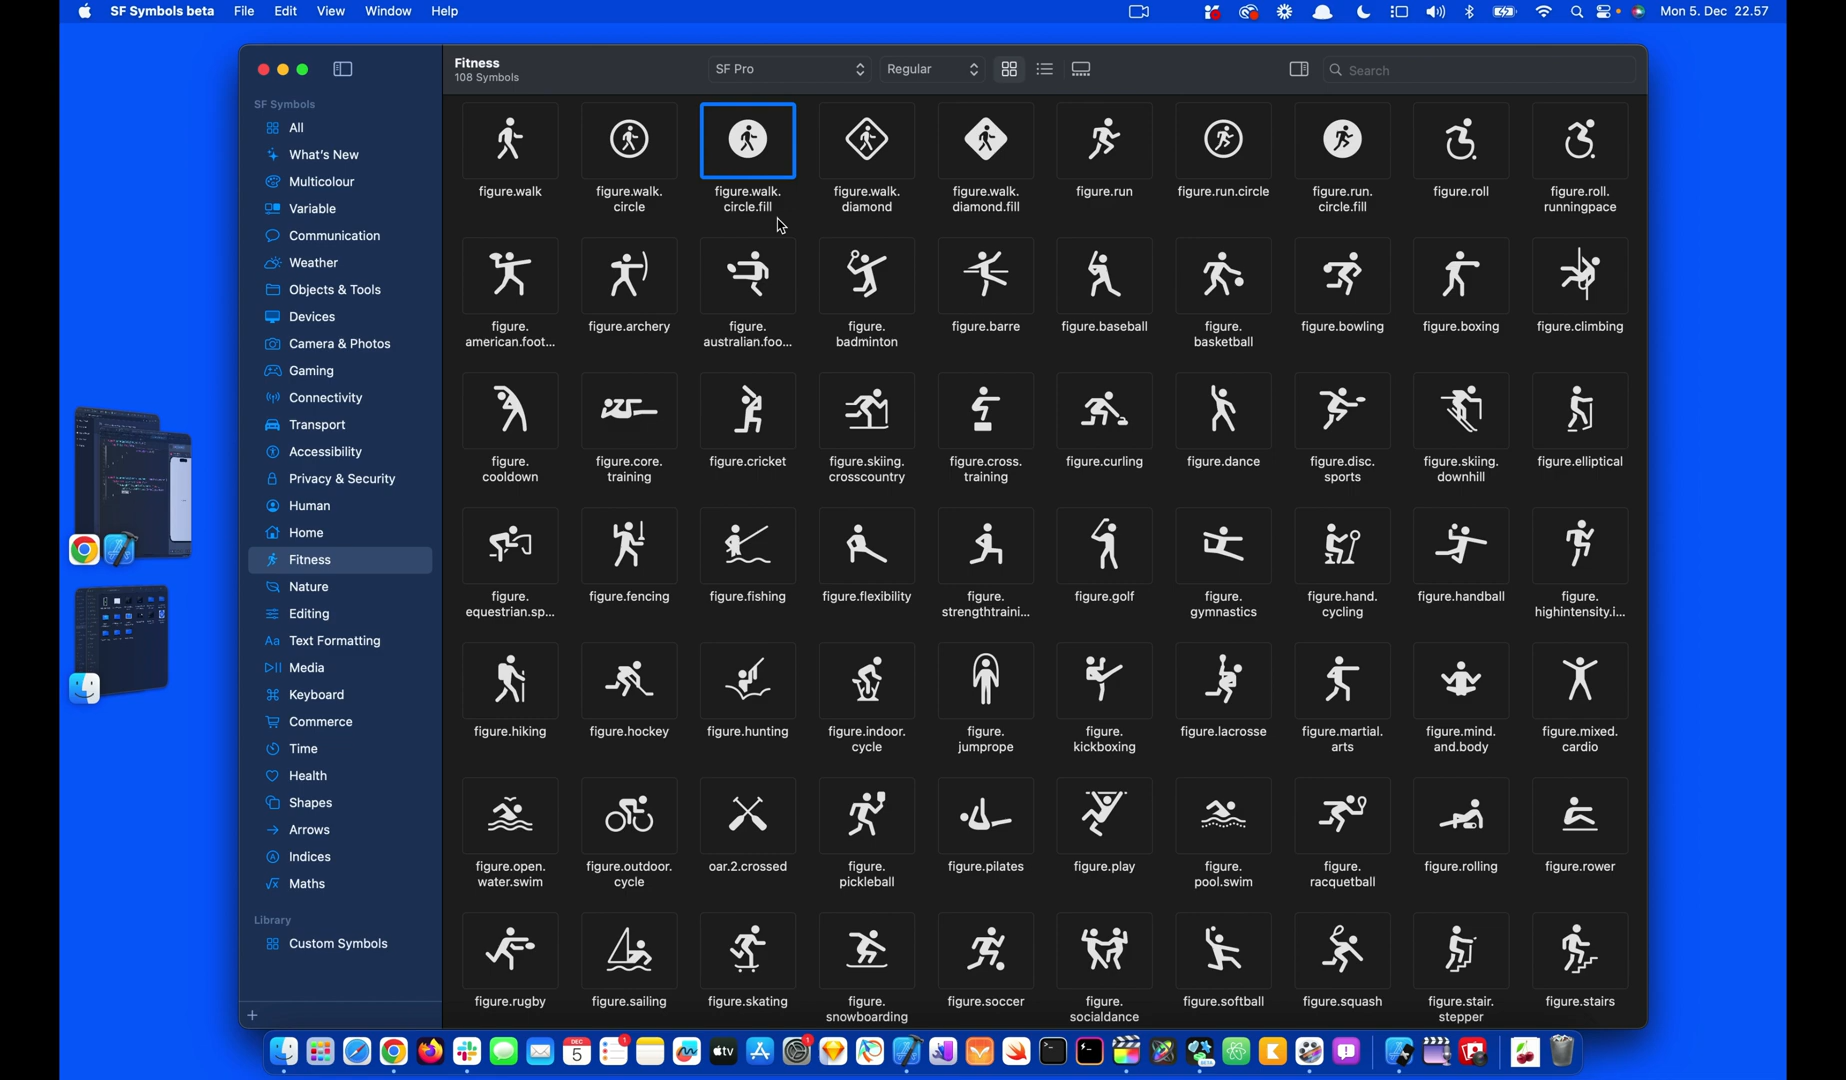 SF Symbols beta File Edit View Window Help
Mon 5. Dec 22.57
Fitness
108 Symbols
SF Pro
Regular
Search
SF Symbols
All
What's New
Multicolour
Variable
Communication
Weather
Objects & Tools
Devices
Camera & Photos
Gaming
Connectivity
Transport
Accessibility
Privacy & Security
Human
Home
Fitness
Nature
Editing
Text Formatting
Media
Keyboard
Commerce
Time
Health
Shapes
Arrows
Indices
Maths
Library
Custom Symbols
figure.walk
figure.walk.
circle
figure.walk.
circle.fill
figure.walk.
diamond
figure.walk.
diamond.fill
figure.run
figure.run.circle
figure.run.
circle.fill
figure.roll
figure.roll.
runningpace
figure.
american.foot...
figure.archery
figure.
australian.foo...
figure.
badminton
figure.barre
figure.baseball
figure.
basketball
figure.bowling
figure.boxing
figure.climbing
figure.
cooldown
figure.core.
training
figure.cricket
figure.skiing.
crosscountry
figure.cross.
training
figure.curling
figure.dance
figure.disc.
sports
figure.skiing.
downhill
figure.elliptical
figure.
equestrian.sp...
figure.fencing
figure.fishing
figure.flexibility
figure.
strengthtraini...
figure.golf
figure.
gymnastics
figure.hand.
cycling
figure.handball
figure.
highintensity.i...
figure.hiking
figure.hockey
figure.hunting
figure.indoor.
cycle
figure.
jumprope
figure.
kickboxing
figure.lacrosse
figure.martial.
arts
figure.mind.
and.body
figure.mixed.
cardio
figure.open.
water.swim
figure.outdoor.
cycle
oar.2.crossed
figure.
pickleball
figure.pilates
figure.play
figure.
pool.swim
figure.
racquetball
figure.rolling
figure.rower
figure.rugby
figure.sailing
figure.skating
figure.
snowboarding
figure.soccer
figure.
socialdance
figure.softball
figure.squash
figure.stair.
stepper
figure.stairs
DEC
5
1
tv
1